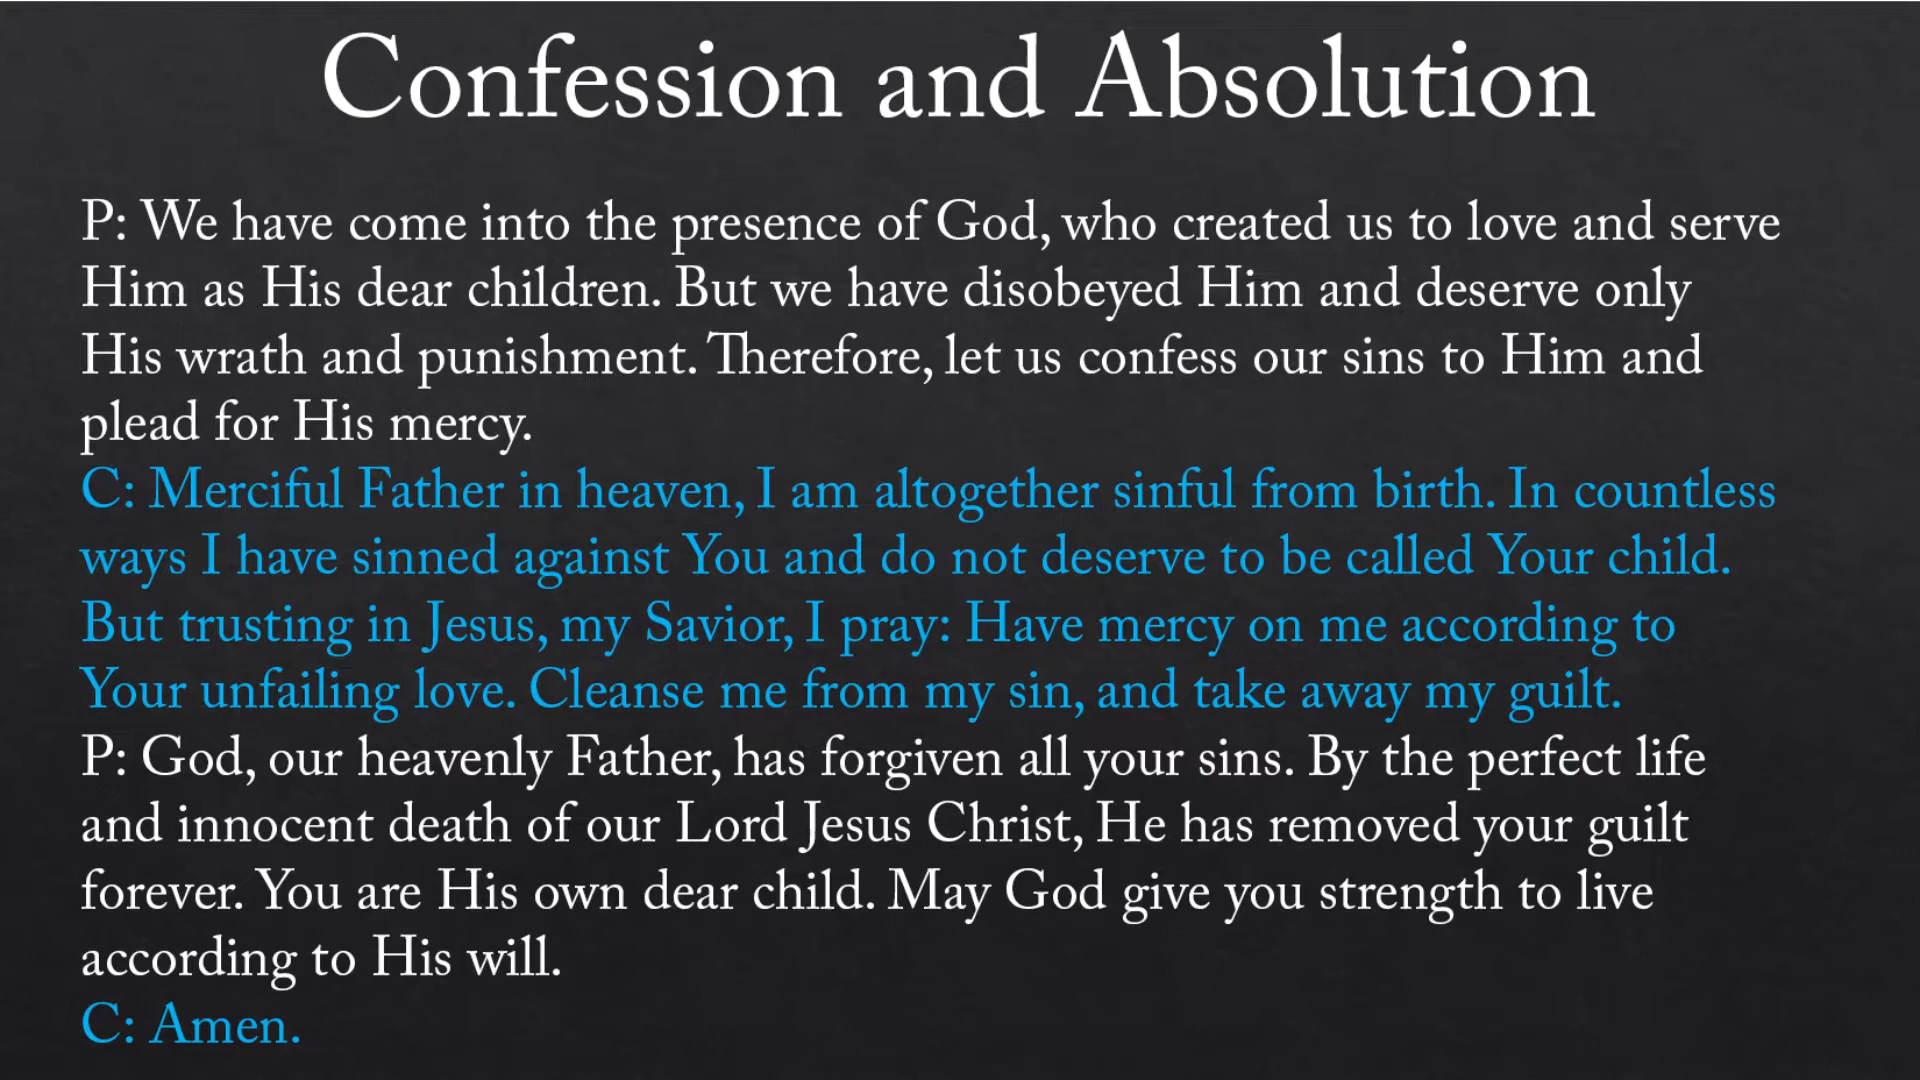 Confession and Absolution
P: We have come into the presence of God, who created us to love and serve
Him as His dear children. But we have disobeyed Him and deserve only
His wrath and punishment. Therefore, let us confess our sins to Him and
plead for His mercy.
C: Merciful Father in heaven, I am altogether sinful from birth. In countless
ways I have sinned against You and do not deserve to be called Your child.
But trusting in Jesus, my Savior, I pray: Have mercy on me according to
Your unfailing love. Cleanse me from my sin, and take away my guilt.
P: God, our heavenly Father, has forgiven all your sins. By the perfect life
and innocent death of our Lord Jesus Christ, He has removed your guilt
forever. You are His own dear child. May God give you strength to live
according to His will.
C: Amen.